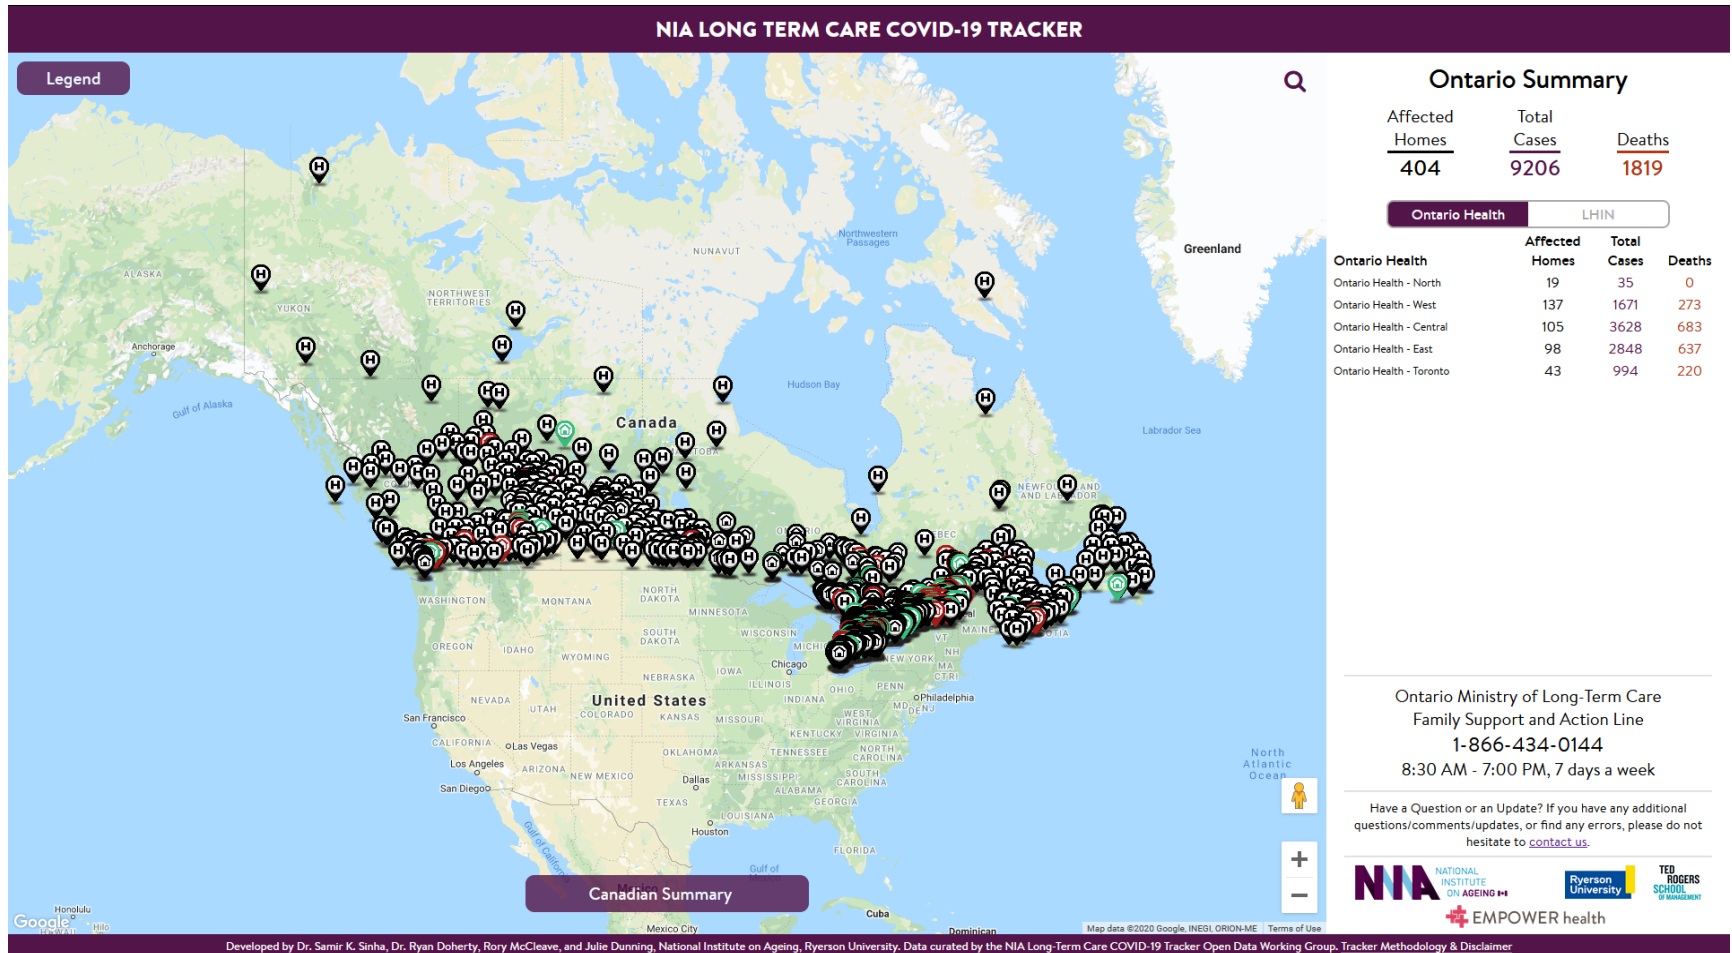 NIA LONG TERM CARE COVID-19 TRACKER
Legend
Ontario Summary
Affected Homes
Total Cases
Deaths
404 9206 1819
Ontario Health LHIN
Ontario Health Affected Homes Total Cases Deaths
Ontario Health - North 19 35 0
Ontario Health - West 137 1671 273
Ontario Health - Central 105 3628 683
Ontario Health - East 98 2848 637
Ontario Health - Toronto 43 994 220
Ontario Ministry of Long-Term Care
Family Support and Action Line
1-866-434-0144
8:30 AM - 7:00 PM, 7 days a week
Have a Question or an Update? If you have any additional
questions/comments/updates, or find any errors, please do not
hesitate to contact us.
NIA NATIONAL
INSTITUTE
ON AGEING
Ryerson
University
TED
ROGERS
SCHOOL
OF MANAGEMENT
EMPOWER health
Northwestern
Passages
Greenland
NUNAVUT
ALASKA
NORTHWEST
TERRITORIES
YUKON
Anchorage
Hudson Bay
Gulf of Alaska
Canada
Labrador Sea
WASHINGTON
MONTANA
NORTH
DAKOTA
MINNESOTA
SOUTH
DAKOTA
WISCONSIN
OREGON
IDAHO
WYOMING
Chicago
NEW YORK
VT
NH
MA
CT RI
IOWA
NEBRASKA
ILLINOIS
INDIANA
OHIO
PENN
Philadelphia
MD
DE
NJ
NEVADA
UTAH
United States
COLORADO
KANSAS
MISSOURI
WEST
VIRGINIA
KENTUCKY
VIRGINIA
San Francisco
CALIFORNIA
Las Vegas
Los Angeles
ARIZONA
NEW MEXICO
OKLAHOMA
ARKANSAS
TENNESSEE
NORTH
CAROLINA
SOUTH
CAROLINA
MISSISSIPPI
ALABAMA
GEORGIA
San Diego
Dallas
TEXAS
LOUISIANA
Houston
FLORIDA
Gulf of California
Gulf of
North
Atlantic
Ocean
Canadian Summary
Honolulu
Hilo
Google
Mexico City
Cuba
Dominican
Map data ©2020 Google, INEGI, ORION-ME Terms of Use
Developed by Dr. Samir K. Sinha, Dr. Ryan Doherty, Rory McCleave, and Julie Dunning, National Institute on Ageing, Ryerson University. Data curated by the NIA Long-Term Care COVID-19 Tracker Open Data Working Group. Tracker Methodology & Disclaimer